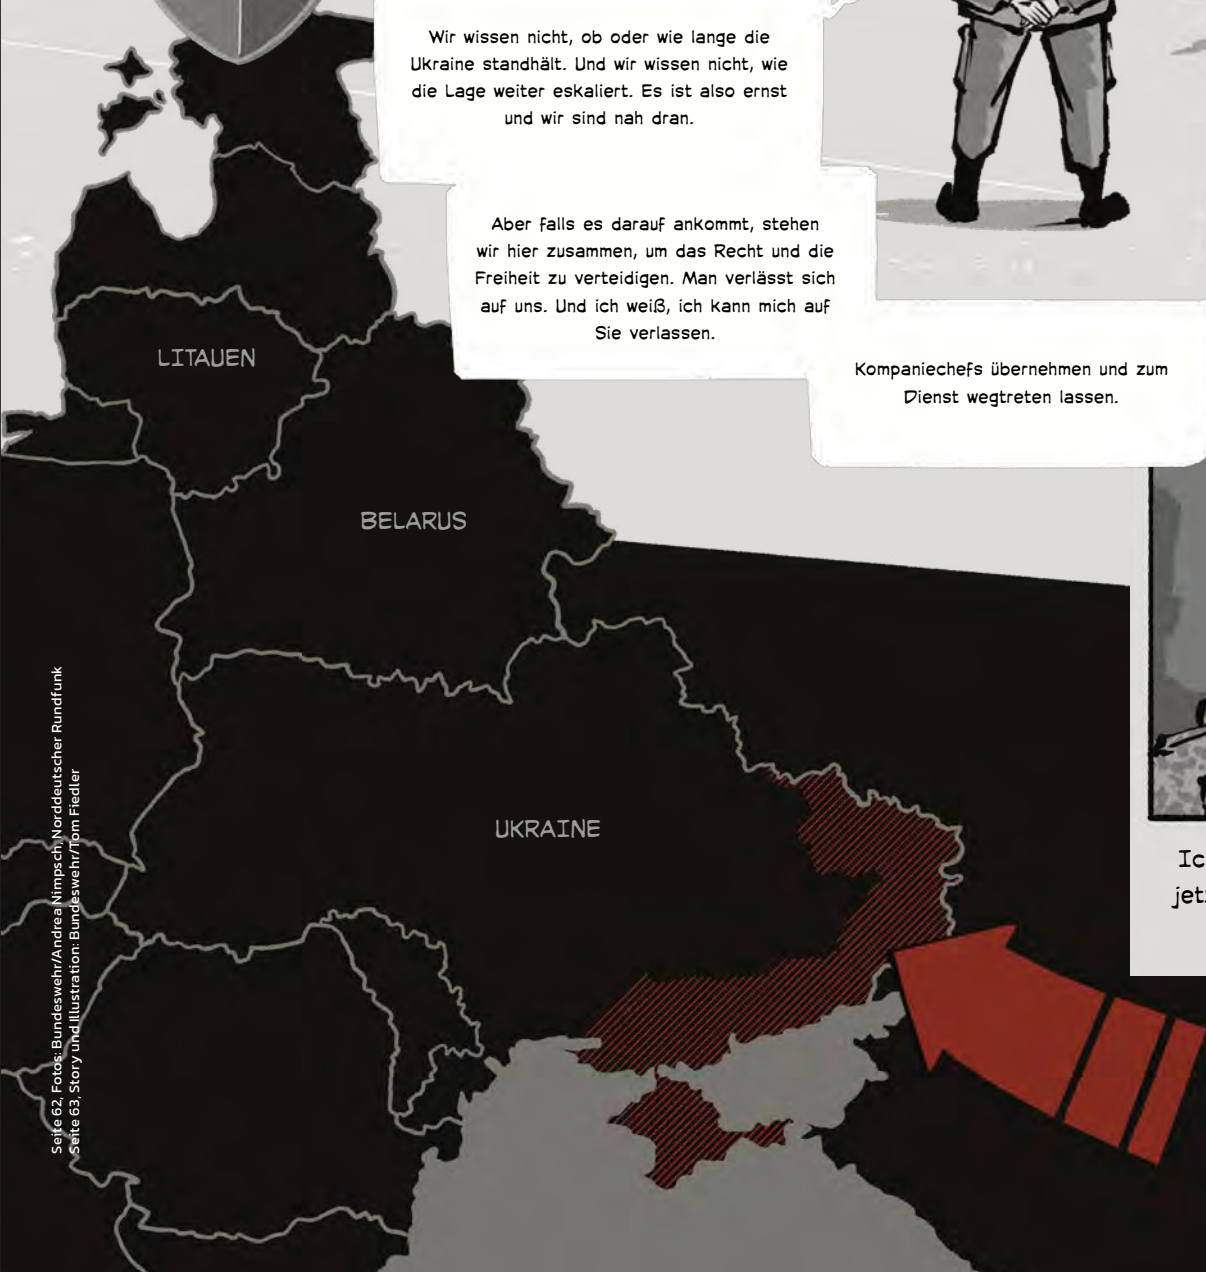 Wir wissen nicht, ob oder wie lange die
Ukraine standhält. Und wir wissen nicht, wie
die Lage weiter eskaliert. Es ist also ernst
und wir sind nah dran.
Aber falls es darauf ankommt, stehen
wir hier zusammen, um das Recht und die
Freiheit zu verteidigen. Man verlässt sich
auf uns. Und ich weiß, ich kann mich auf
Sie verlassen.
Kompaniechefs übernehmen und zum
Dienst wegtreten lassen.
LITAUEN
BELARUS
UKRAINE
Ic
jet
Seite 62, Fotos: Bundeswehr/Andrea Nimpsch, Norddeutscher Rundfunk
Seite 63, Story und Illustration: Bundeswehr/Tom Fiedler